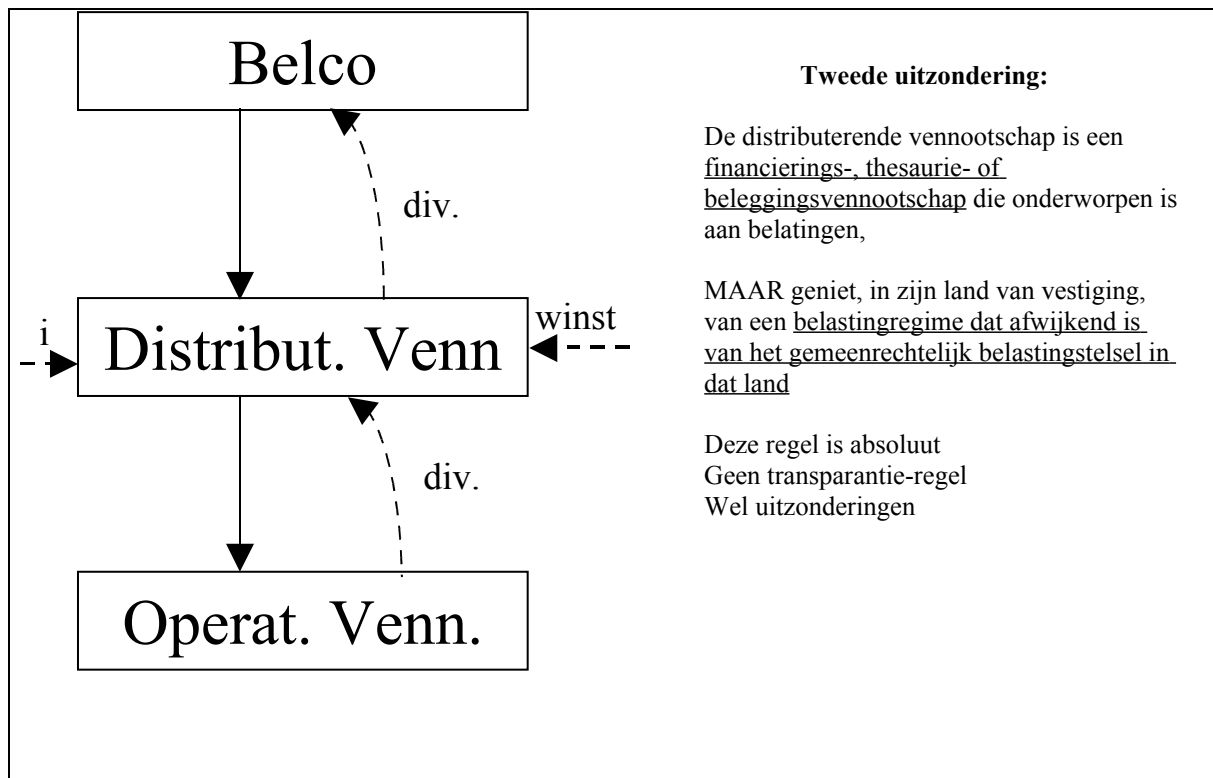 Belco
Tweede uitzondering:
De distributerende vennootschap is een
financierings-, thesaurie- of
beleggingsvennootschap die onderworpen is
aan belatingen,
div.
MAAR geniet, in zijn land van vestiging,
van een belastingregime dat afwijkend is
van het gemeenrechtelijk belastingstelsel in
dat land
i
Distribut. Venn
winst
Deze regel is absoluut
Geen transparantie-regel
Wel uitzonderingen
div.
Operat. Venn.